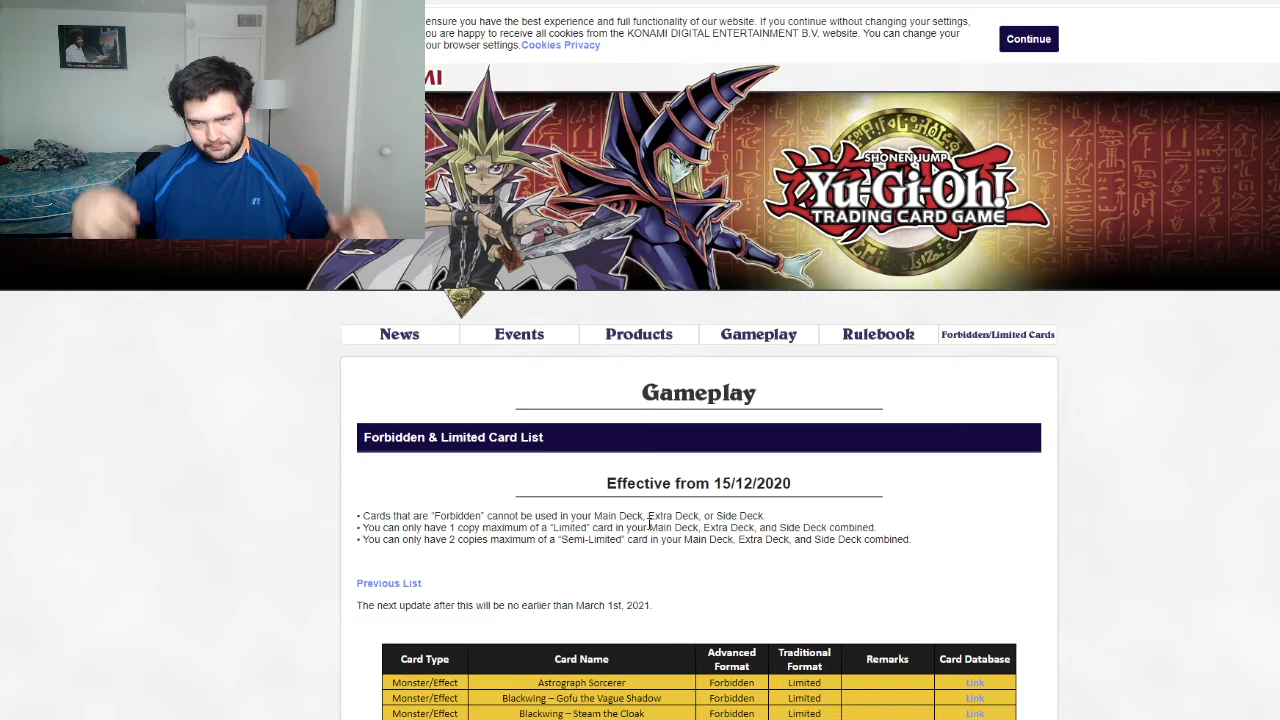 ensure you have the best experience and full functionality of our website. If you continue without changing your settings,
ou are happy to receive all cookies from the KONAMI DIGITAL ENTERTAINMENT B.V. website. You can change your
our browser settings.Cookies Privacy
Continue
MI
SHONEN JUMP
Yu-Gi-Oh!
TRADING CARD GAME
News Events Products Gameplay Rulebook Forbidden/Limited Cards
Gameplay
Forbidden & Limited Card List
Effective from 15/12/2020
• Cards that are “Forbidden” cannot be used in your Main Deck, Extra Deck, or Side Deck.
• You can only have 1 copy maximum of a “Limited” card in your Main Deck, Extra Deck, and Side Deck combined.
• You can only have 2 copies maximum of a “Semi-Limited” card in your Main Deck, Extra Deck, and Side Deck combined.
Previous List
The next update after this will be no earlier than March 1st, 2021.
Card Type Card Name Advanced Format Traditional Format Remarks Card Database
Monster/Effect Astrograph Sorcerer Forbidden Limited Link
Monster/Effect Blackwing – Gofu the Vague Shadow Forbidden Limited Link
Monster/Effect Blackwing – Steam the Cloak Forbidden Limited Link